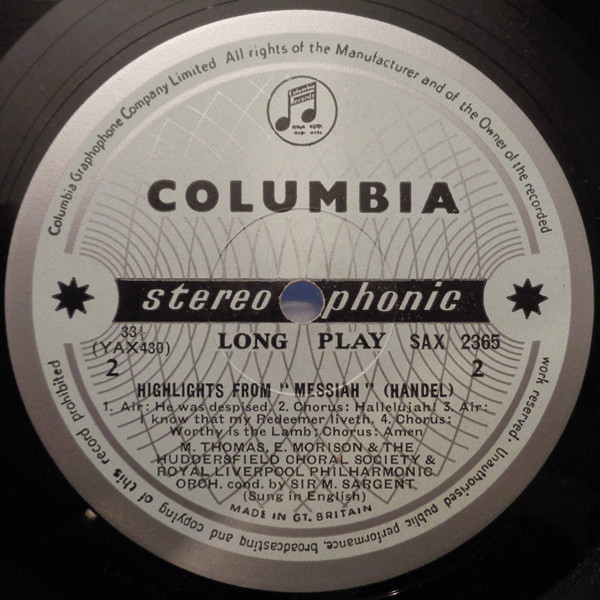 Columbia Graphophone Company Limited All rights of the Manufacturer and of the Owner of the recorded
work reserved. Unauthorised public performance, broadcasting and copying of this record prohibited
Columbia
Records
COLUMBIA
stereophonic
33⅓
(YAX430)
LONG PLAY SAX 2365
2 2
HIGHLIGHTS FROM "MESSIAH" (HANDEL)
1. Air: He was despised. 2. Chorus: Hallelujah! 3. Air:
I know that my Redeemer liveth. 4. Chorus:
Worthy is the Lamb; Chorus: Amen
M. THOMAS, E. MORISON & THE
HUDDERSFIELD CHORAL SOCIETY &
ROYAL LIVERPOOL PHILHARMONIC
ORCH. cond. by SIR M. SARGENT
(Sung in English)
MADE IN GT. BRITAIN